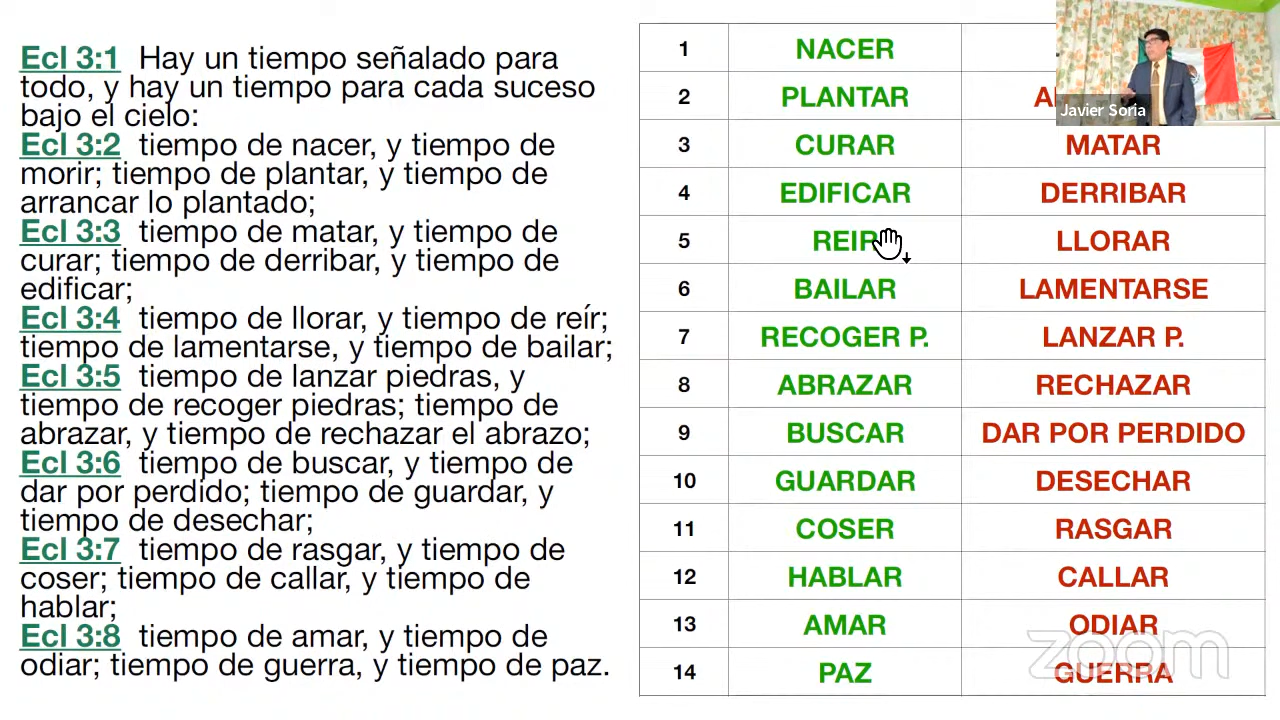 Ecl 3:1 Hay un tiempo señalado para
todo, y hay un tiempo para cada suceso
bajo el cielo:
Ecl 3:2 tiempo de nacer, y tiempo de
morir; tiempo de plantar, y tiempo de
arrancar lo plantado;
Ecl 3:3 tiempo de matar, y tiempo de
curar; tiempo de derribar, y tiempo de
edificar;
Ecl 3:4 tiempo de llorar, y tiempo de reír;
tiempo de lamentarse, y tiempo de bailar;
Ecl 3:5 tiempo de lanzar piedras, y
tiempo de recoger piedras; tiempo de
abrazar, y tiempo de rechazar el abrazo;
Ecl 3:6 tiempo de buscar, y tiempo de
dar por perdido; tiempo de guardar, y
tiempo de desechar;
Ecl 3:7 tiempo de rasgar, y tiempo de
coser; tiempo de callar, y tiempo de
hablar;
Ecl 3:8 tiempo de amar, y tiempo de
odiar; tiempo de guerra, y tiempo de paz.
1 NACER
2 PLANTAR
3 CURAR MATAR
4 EDIFICAR DERRIBAR
5 REIR LLORAR
6 BAILAR LAMENTARSE
7 RECOGER P. LANZAR P.
8 ABRAZAR RECHAZAR
9 BUSCAR DAR POR PERDIDO
10 GUARDAR DESECHAR
11 COSER RASGAR
12 HABLAR CALLAR
13 AMAR ODIAR
14 PAZ GUERRA
Javier Soria
zoom